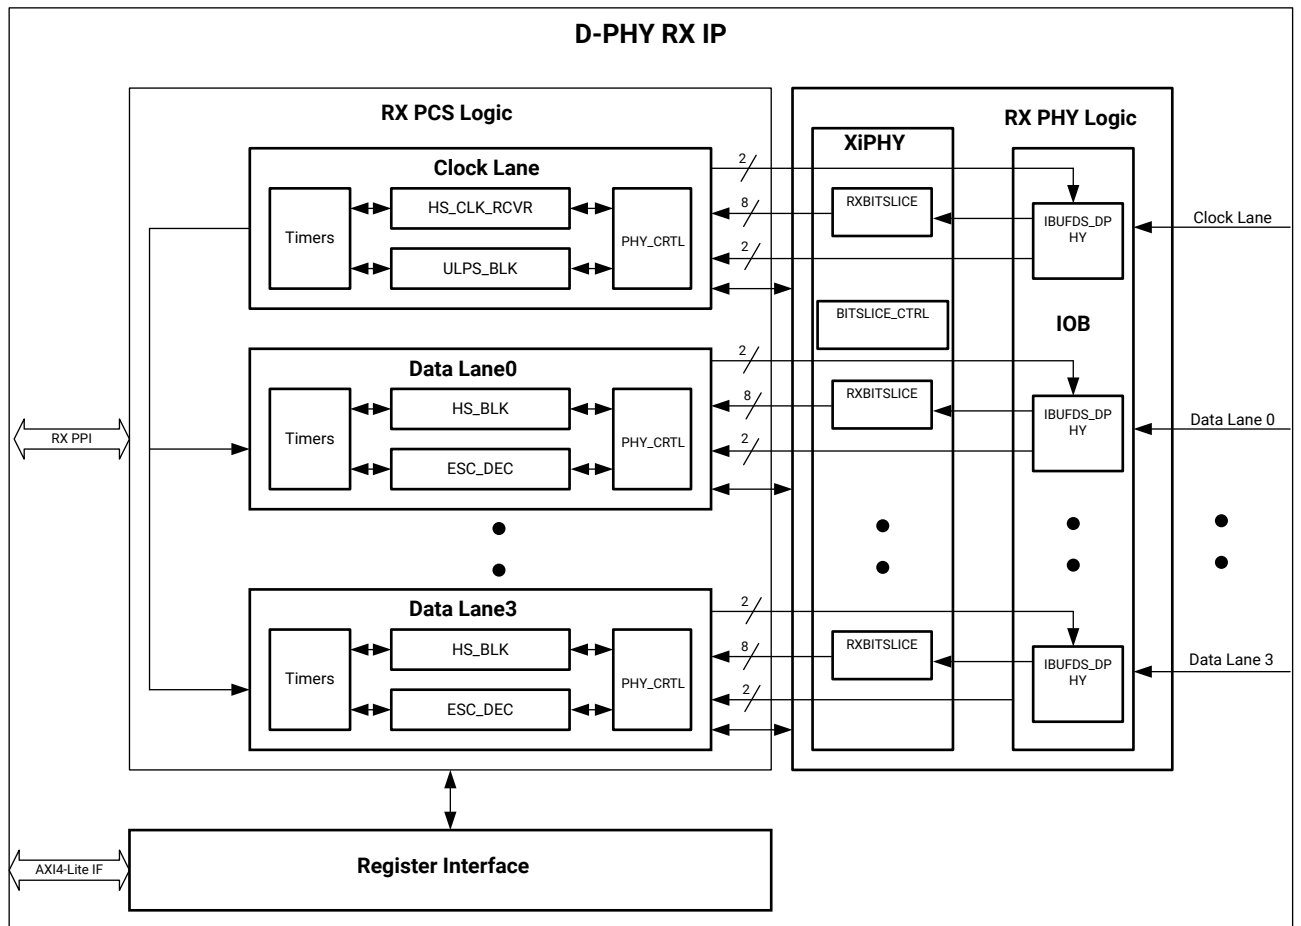 D-PHY RX IP
RX PCS Logic
RX PHY Logic
XiPHY
Clock Lane
2
HS_CLK_RCVR
8
RXBITSLICE
Timers
PHY_CRTL
IBUFDS_DP
HY
Clock Lane
ULPS_BLK
2
BITSLICE_CTRL
IOB
Data Lane0
2
HS_BLK
8
RXBITSLICE
Timers
PHY_CRTL
IBUFDS_DP
HY
Data Lane 0
RX PPI
ESC_DEC
2
Data Lane3
2
HS_BLK
8
RXBITSLICE
Timers
PHY_CRTL
IBUFDS_DP
HY
Data Lane 3
ESC_DEC
2
AXI4-Lite IF
Register Interface